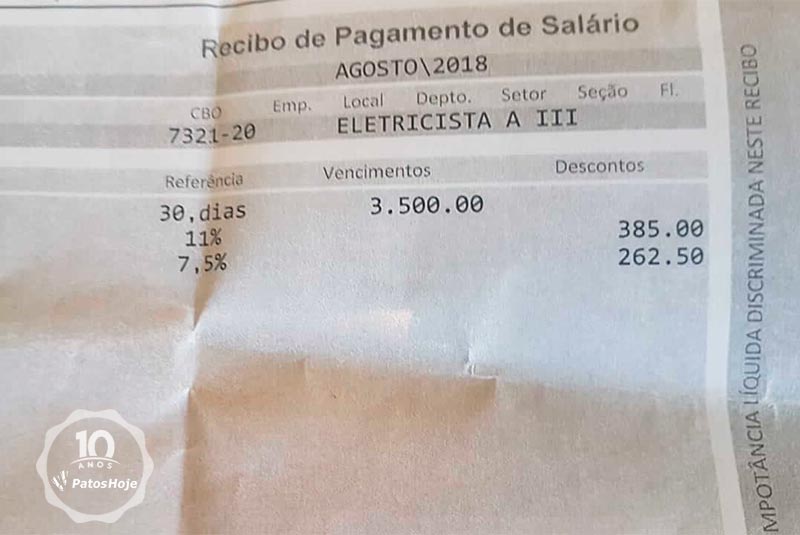 Recibo de Pagamento de Salário
AGOSTO\2018
CBO Emp. Local Depto. Setor Seção Fl.
7321-20 ELETRICISTA A III
Referência Vencimentos Descontos
30,dias 3.500.00
11% 385.00
7,5% 262.50
MPOTÂNCIA LÍQUIDA DISCRIMINADA NESTE RECIBO
10
ANOS
PatosHoje